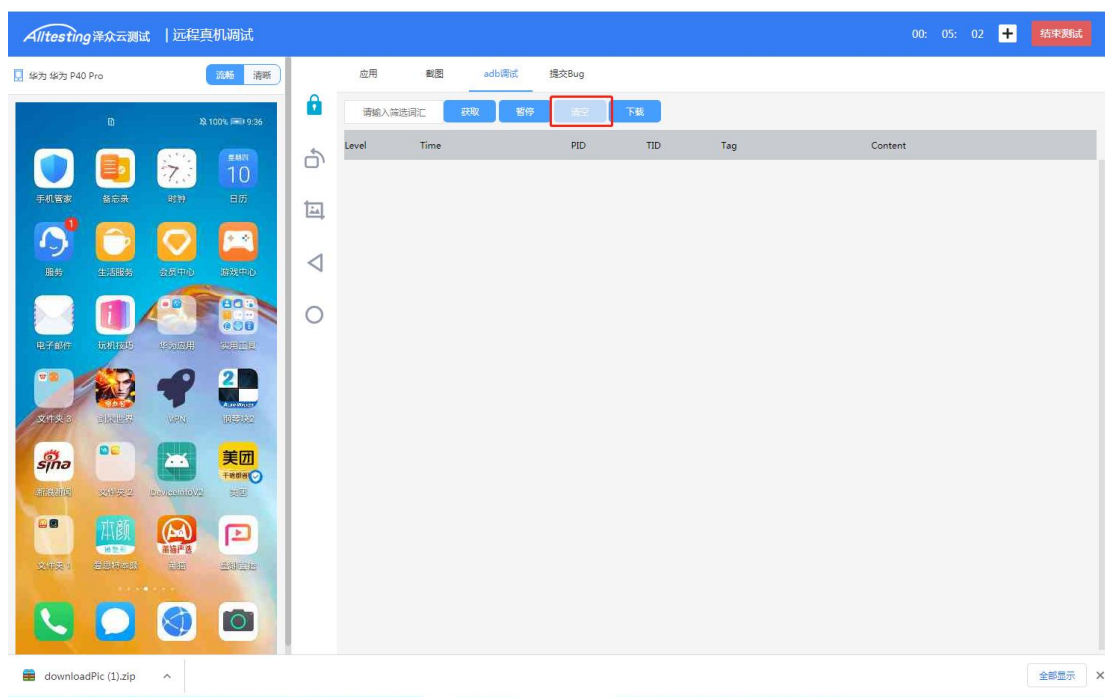 Alltesting泽众云测试 | 远程真机调试
00: 05: 02
结束测试
华为 华为 P40 Pro
流畅 清晰
应用 截图 adb调试 提交Bug
请输入筛选词汇 获取 暂停 清空 下载
Level Time PID TID Tag Content
100% 9:36
星期四
10
手机管家 备忘录 时钟 日历
1
服务 生活服务 会员中心 游戏中心
电子邮件 玩机技巧 华为应用 实用工具
2
文件夹 3 VPN
sina
美团
新浪新闻 文件夹 2 DeviceInfoV2 美团
本颜
文件夹 1
downloadPic (1).zip
全部显示